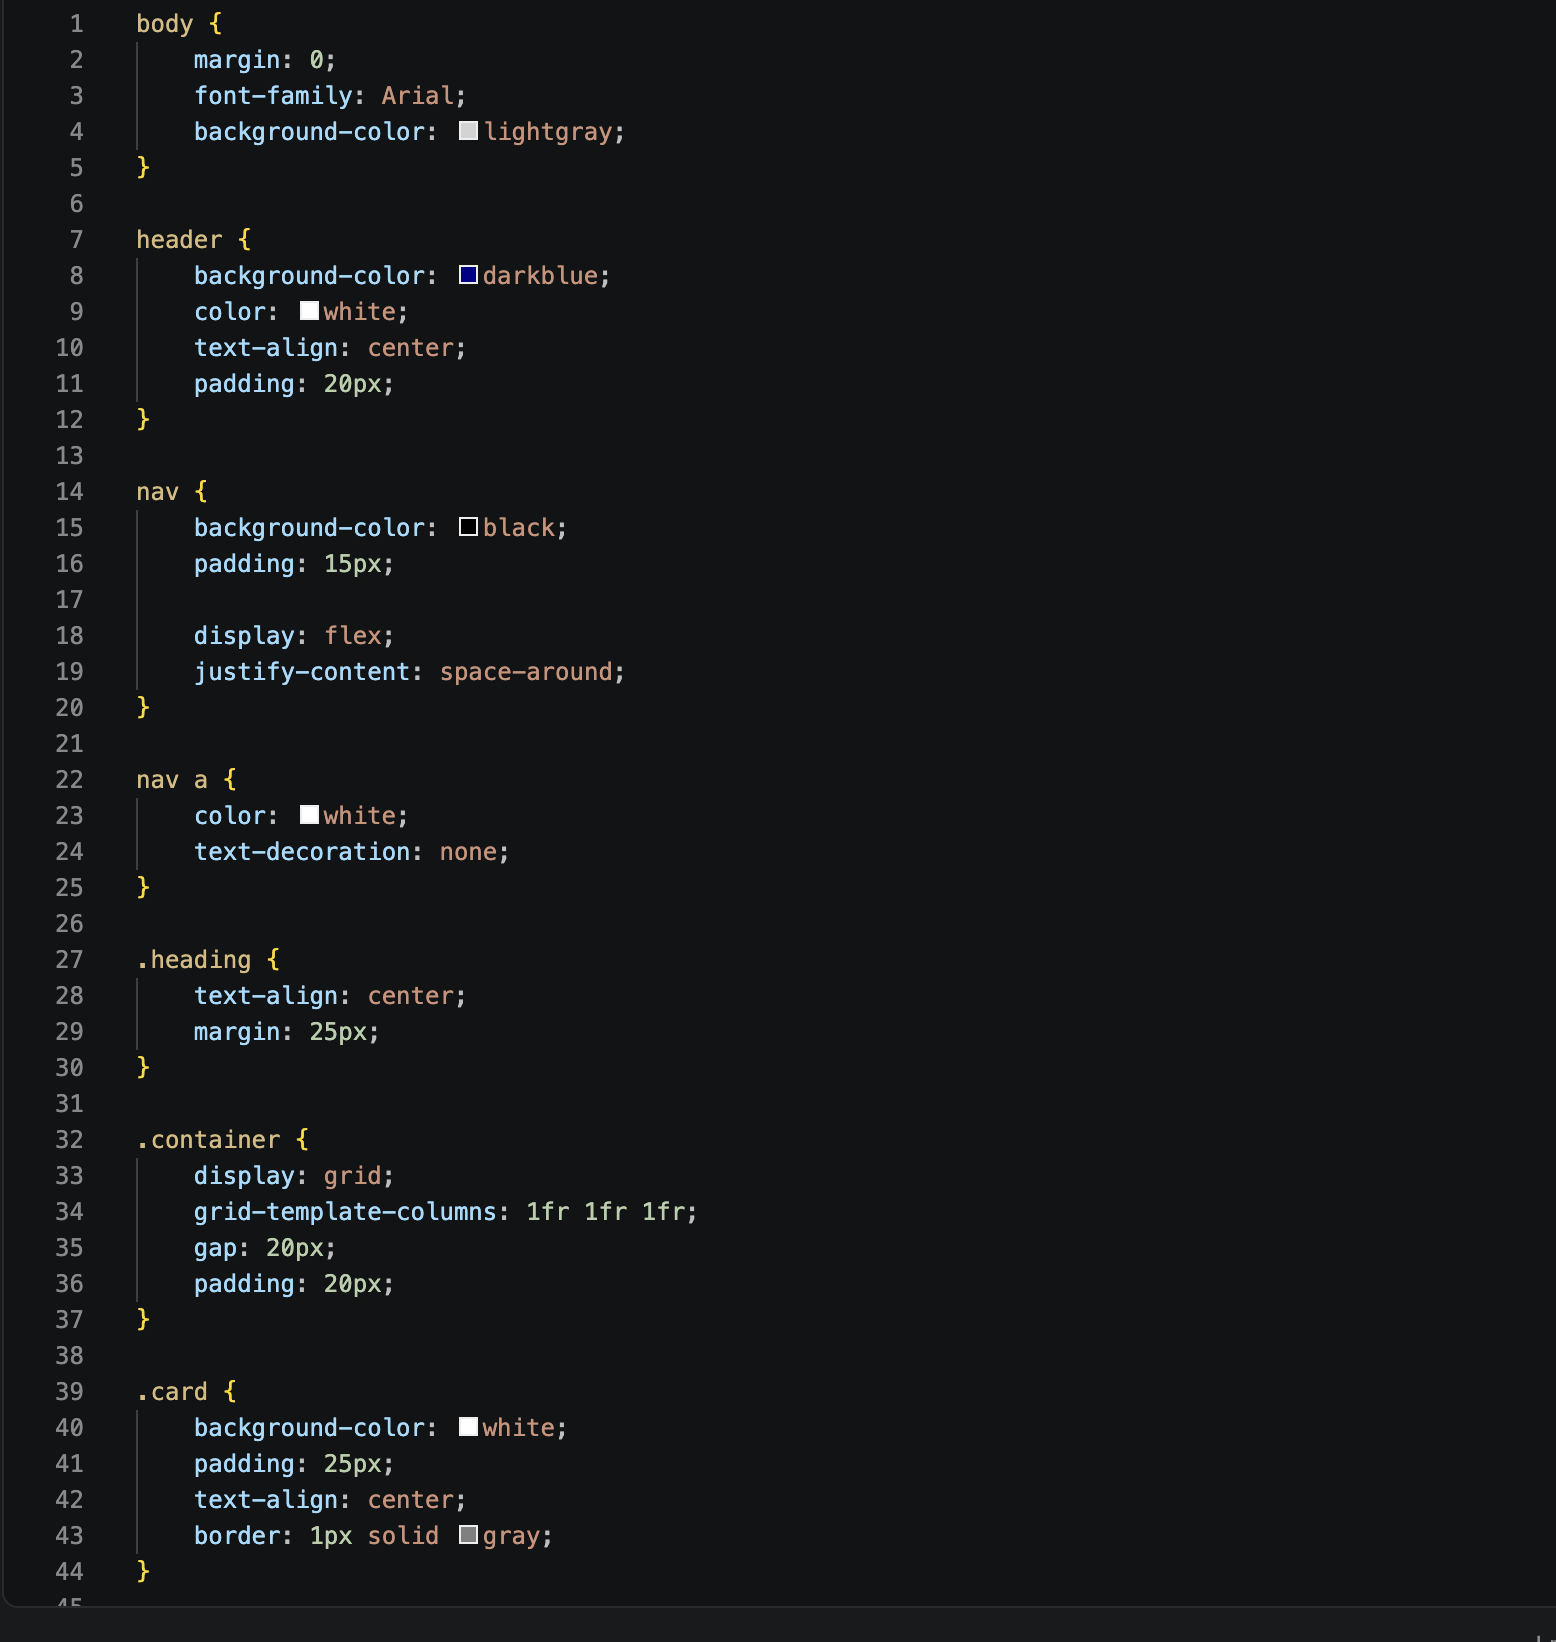 1 body {
2     margin: 0;
3     font-family: Arial;
4     background-color: lightgray;
5 }
6
7 header {
8     background-color: darkblue;
9     color: white;
10     text-align: center;
11     padding: 20px;
12 }
13
14 nav {
15     background-color: black;
16     padding: 15px;
17
18     display: flex;
19     justify-content: space-around;
20 }
21
22 nav a {
23     color: white;
24     text-decoration: none;
25 }
26
27 .heading {
28     text-align: center;
29     margin: 25px;
30 }
31
32 .container {
33     display: grid;
34     grid-template-columns: 1fr 1fr 1fr;
35     gap: 20px;
36     padding: 20px;
37 }
38
39 .card {
40     background-color: white;
41     padding: 25px;
42     text-align: center;
43     border: 1px solid gray;
44 }
45